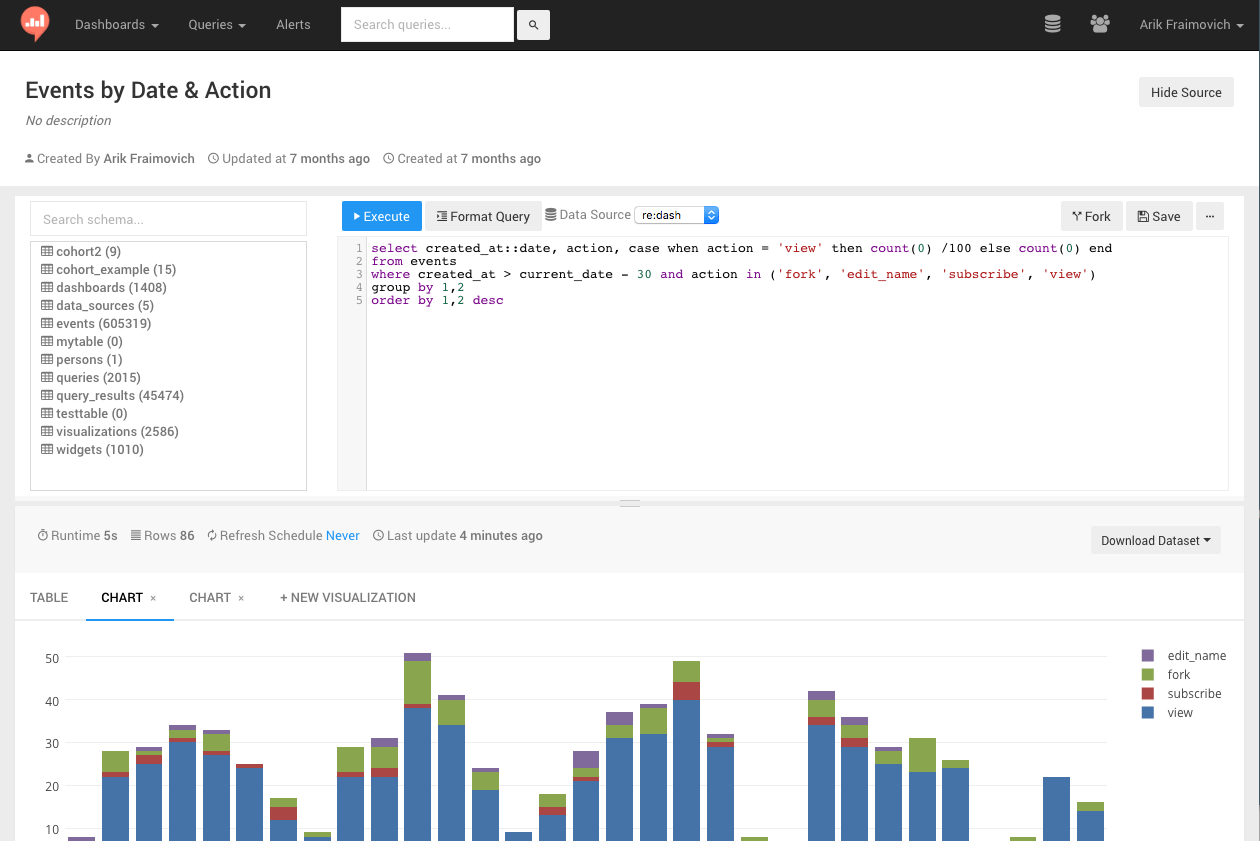 Dashboards Queries Alerts Search queries... Arik Fraimovich
Events by Date & Action
Hide Source
No description
Created By Arik Fraimovich Updated at 7 months ago Created at 7 months ago
Search schema...
cohort2 (9)
cohort_example (15)
dashboards (1408)
data_sources (5)
events (605319)
mytable (0)
persons (1)
queries (2015)
query_results (45474)
testtable (0)
visualizations (2586)
widgets (1010)
Execute Format Query Data Source re:dash Fork Save ...
1 select created_at::date, action, case when action = 'view' then count(0) /100 else count(0) end
2 from events
3 where created_at > current_date - 30 and action in ('fork', 'edit_name', 'subscribe', 'view')
4 group by 1,2
5 order by 1,2 desc
Runtime 5s Rows 86 Refresh Schedule Never Last update 4 minutes ago
Download Dataset
TABLE CHART × CHART × + NEW VISUALIZATION
50
40
30
20
10
edit_name
fork
subscribe
view